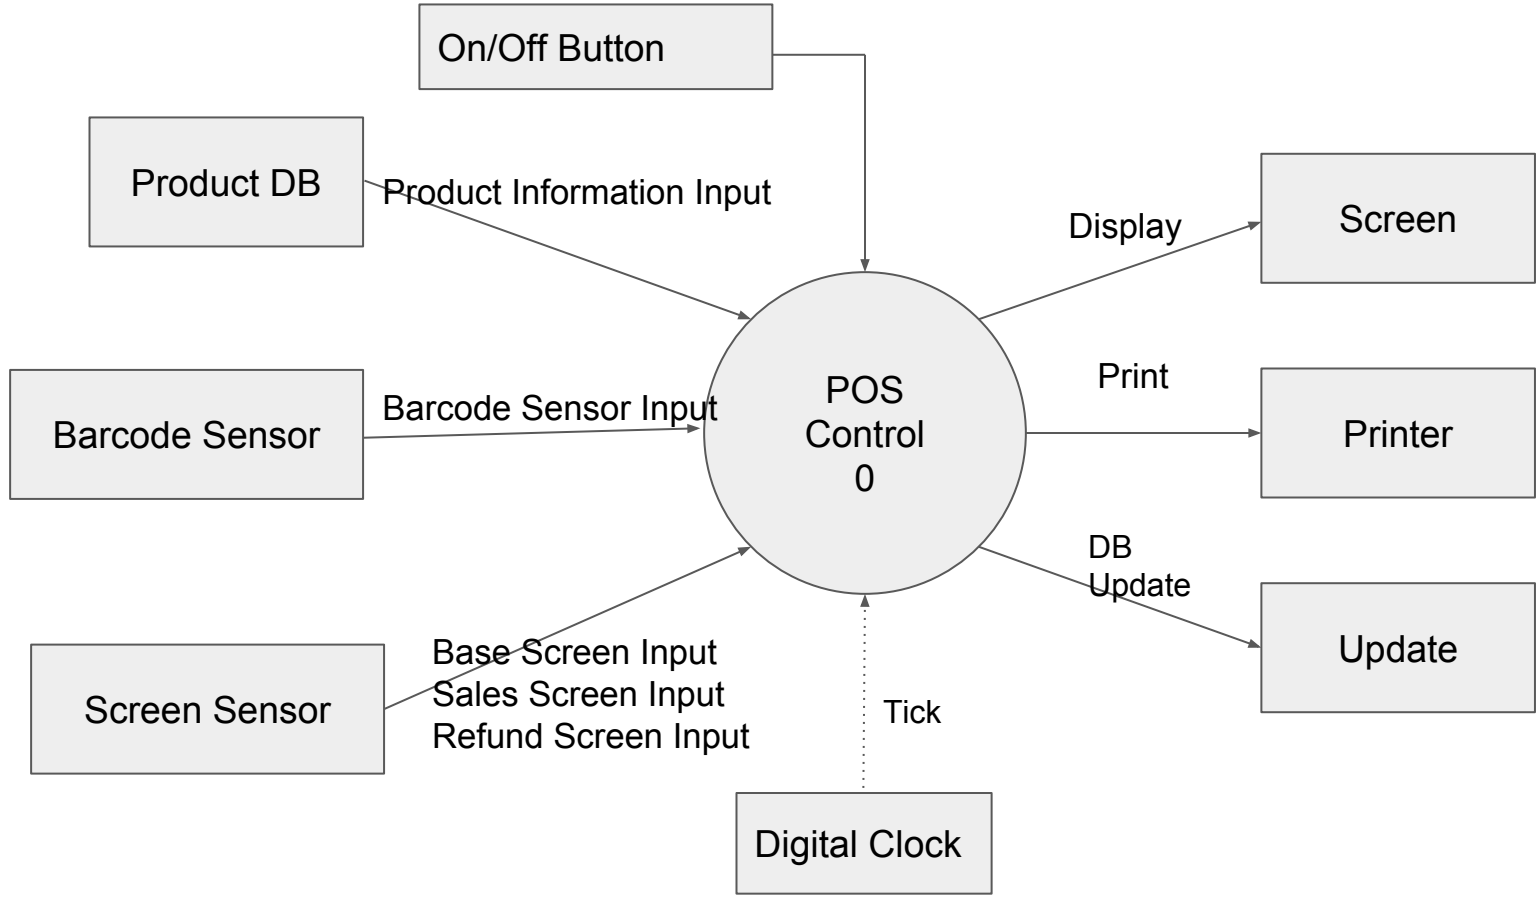 On/Off Button
Product DB
Product Information Input
Display
Screen
Barcode Sensor
Barcode Sensor Input
POS
Control
0
Print
Printer
DB
Update
Update
Screen Sensor
Base Screen Input
Sales Screen Input
Refund Screen Input
Tick
Digital Clock